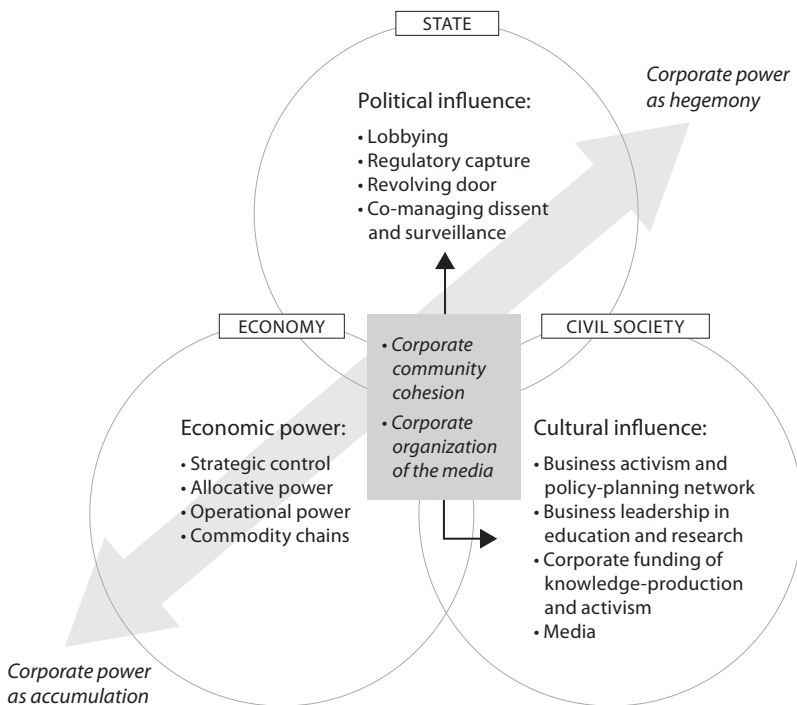 STATE
Corporate power
as hegemony
Political influence:
• Lobbying
• Regulatory capture
• Revolving door
• Co-managing dissent
and surveillance
ECONOMY
CIVIL SOCIETY
• Corporate
community
cohesion
• Corporate
organization
of the media
Economic power:
• Strategic control
• Allocative power
• Operational power
• Commodity chains
Cultural influence:
• Business activism and
policy-planning network
• Business leadership in
education and research
• Corporate funding of
knowledge-production
and activism
• Media
Corporate power
as accumulation